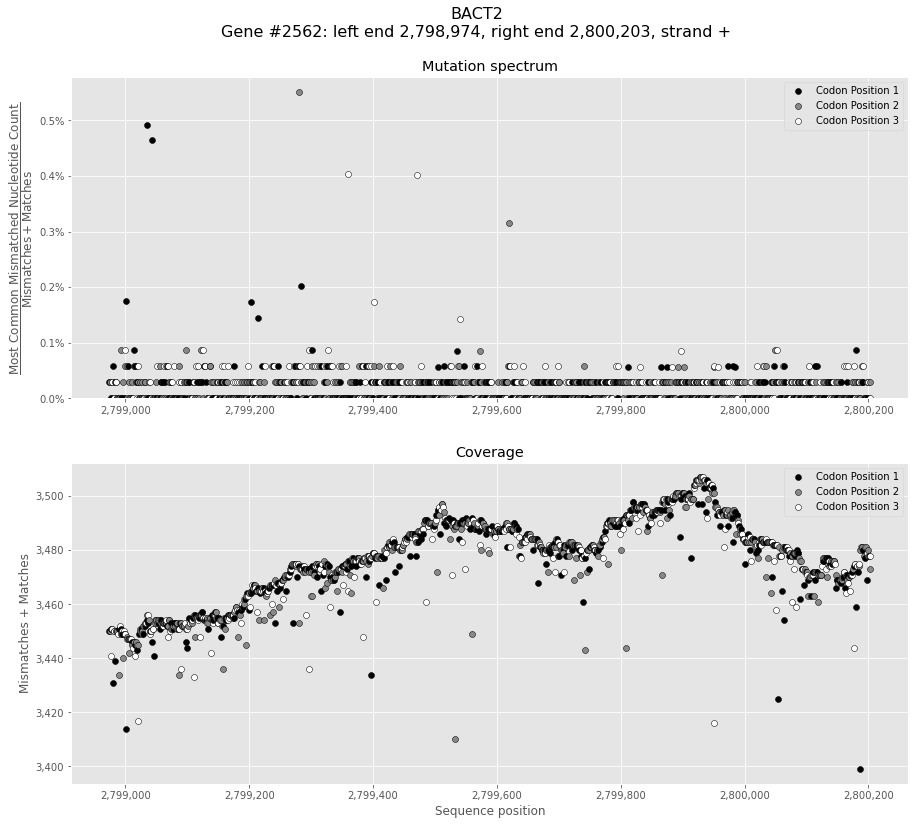 BACT2
Gene #2562: left end 2,798,974, right end 2,800,203, strand +
Mutation spectrum
Codon Position 1
Codon Position 2
Codon Position 3
0.5%
0.4%
0.3%
0.2%
0.1%
0.0%
Most Common Mismatched Nucleotide Count
Mismatches + Matches
2,799,000 2,799,200 2,799,400 2,799,600 2,799,800 2,800,000 2,800,200
Coverage
Codon Position 1
Codon Position 2
Codon Position 3
3,500
3,480
3,460
3,440
3,420
3,400
Mismatches + Matches
2,799,000 2,799,200 2,799,400 2,799,600 2,799,800 2,800,000 2,800,200
Sequence position